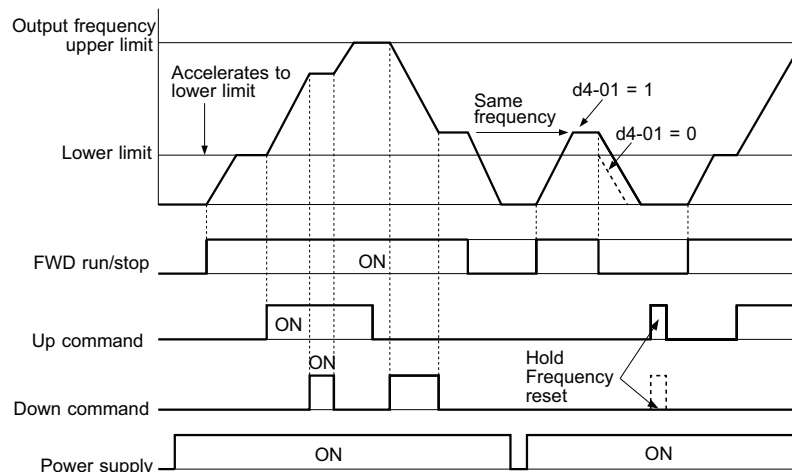 Output frequency
upper limit
Accelerates to
lower limit
Same
frequency
d4-01 = 1
d4-01 = 0
Lower limit
FWD run/stop
ON
Up command
ON
ON
Hold
Frequency
reset
Down command
Power supply
ON
ON